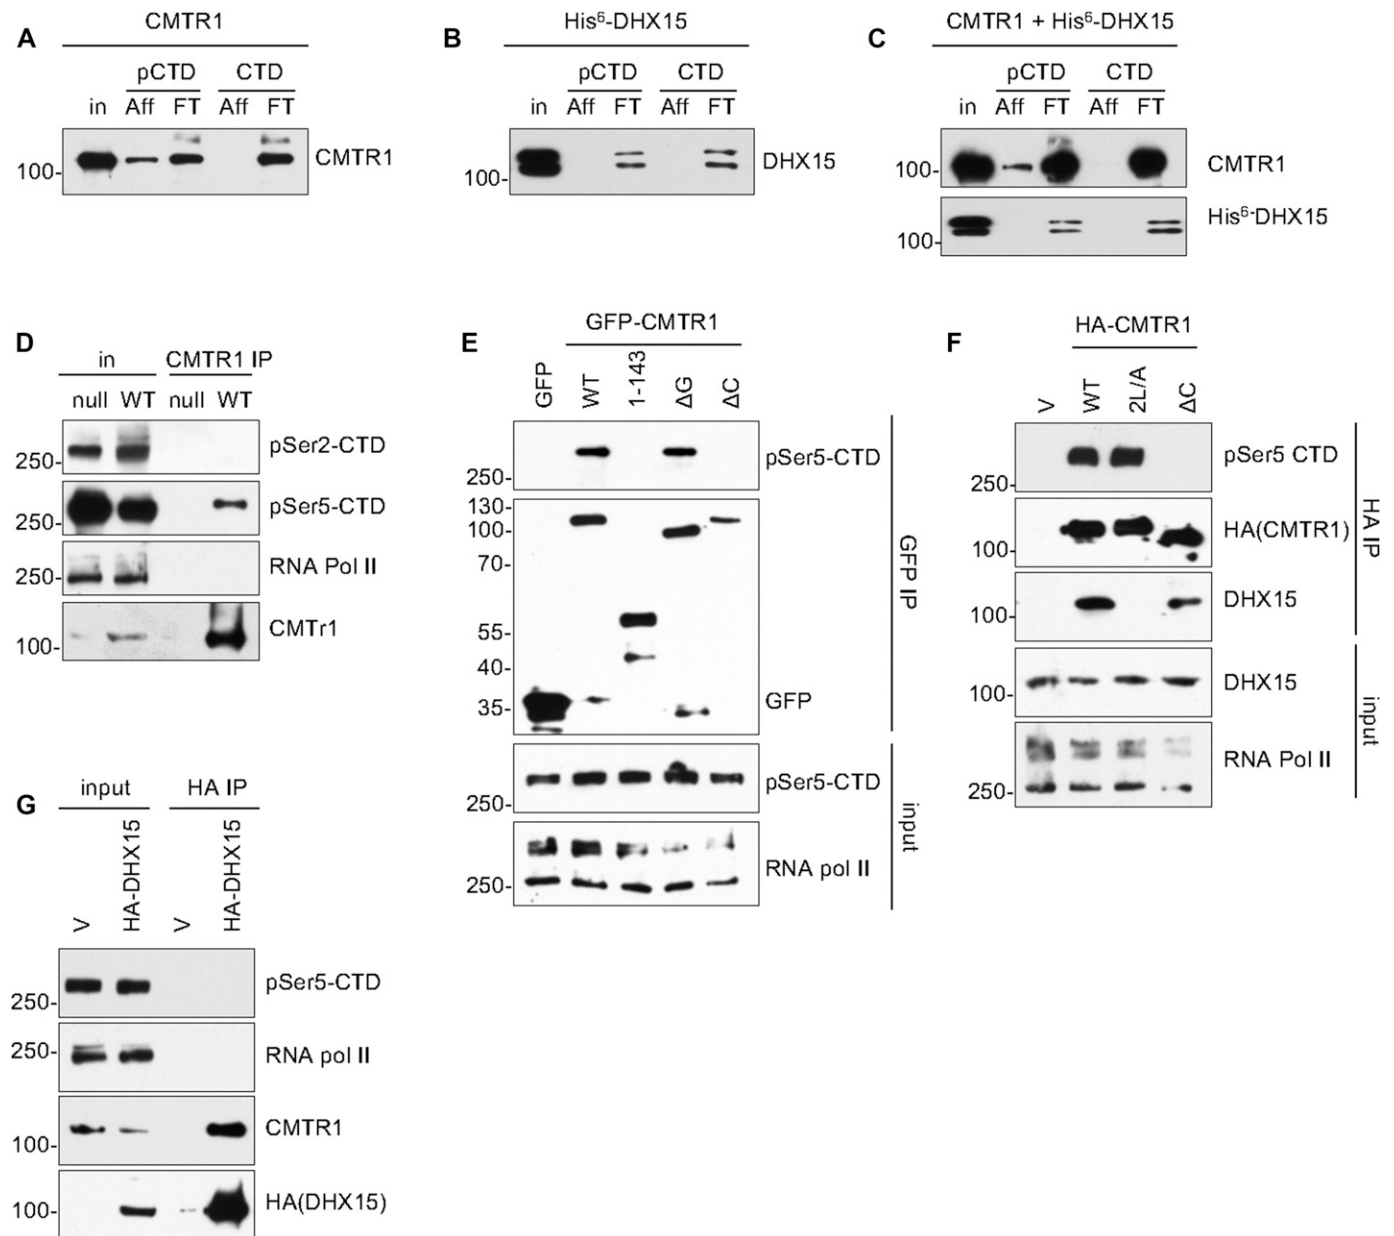 A
CMTR1
pCTD CTD
in Aff FT Aff FT
100-
CMTR1
B
His⁶-DHX15
pCTD CTD
in Aff FT Aff FT
100-
DHX15
C
CMTR1 + His⁶-DHX15
pCTD CTD
in Aff FT Aff FT
100-
CMTR1
100-
His⁶-DHX15
D
in CMTR1 IP
null WT null WT
250-
pSer2-CTD
250-
pSer5-CTD
250-
RNA Pol II
100-
CMTr1
E
GFP-CMTR1
GFP WT 1-143 ΔG ΔC
250-
pSer5-CTD
130-
100-
70-
55-
40-
35-
GFP
GFP IP
250-
pSer5-CTD
250-
RNA pol II
input
F
HA-CMTR1
V WT 2L/A ΔC
250-
pSer5 CTD
100-
HA(CMTR1)
100-
DHX15
HA IP
100-
DHX15
250-
RNA Pol II
input
G
input HA IP
V HA-DHX15 V HA-DHX15
250-
pSer5-CTD
250-
RNA pol II
100-
CMTR1
100-
HA(DHX15)